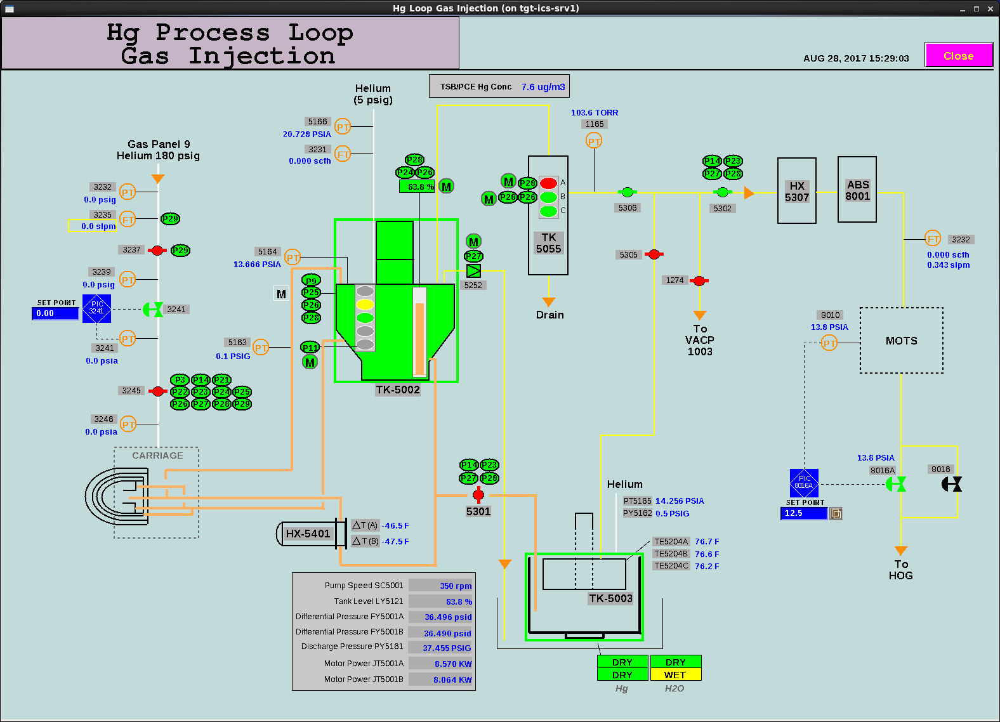 Hg Loop Gas Injection (on tgt-ics-srv1)
Hg Process Loop
Gas Injection
AUG 28, 2017 15:29:03
Close
TSB/PCE Hg Conc 7.6 ug/m3
Helium
(5 psig)
5166
PT
20.728 PSIA
3231
FT
0.000 scfh
103.6 TORR
1165
PT
Gas Panel 9
Helium 180 psig
3232
PT
0.0 psig
3235
FT
0.0 slpm
P29
3237
P29
3239
PT
0.0 psig
SET POINT
0.00
PIC
3241
3241
3241
PT
0.0 psia
3245
P3 P14 P21
P22 P23 P24 P25
P26 P27 P28 P29
3246
PT
0.0 psia
CARRIAGE
P28
P24 P26
83.8 %
M
5164
PT
13.666 PSIA
M
P9
P25
P26
P28
5163
PT
0.1 PSIG
P11
M
TK-5002
M
P27
5252
M P28 A
M P28 P26 B
C
TK
5055
Drain
5306
P14 P23
P27 P28
5302
5305
1274
To
VACP
1003
HX
5307
ABS
8001
FT
3232
0.000 scfh
0.343 slpm
8010
13.8 PSIA
PT
MOTS
13.8 PSIA
8016A
8016
PIC
8016A
SET POINT
12.5
To
HOG
P14 P23
P27 P28
5301
HX-5401
△T (A) -46.5 F
△T (B) -47.5 F
Helium
PT5165 14.256 PSIA
PY5162 0.5 PSIG
TE5204A 76.7 F
TE5204B 76.6 F
TE5204C 76.2 F
TK-5003
Pump Speed SC5001 350 rpm
Tank Level LY5121 83.8 %
Differential Pressure FY5001A 36.496 psid
Differential Pressure FY5001B 36.490 psid
Discharge Pressure PY5161 37.455 PSIG
Motor Power JT5001A 8.570 KW
Motor Power JT5001B 8.064 KW
DRY DRY
DRY WET
Hg H2O